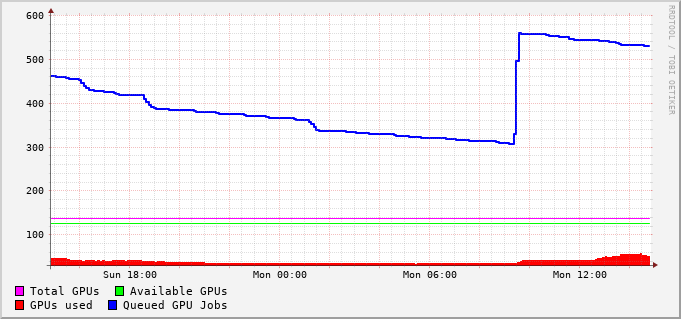 600
500
400
300
200
100
Sun 18:00 Mon 00:00 Mon 06:00 Mon 12:00
Total GPUs Available GPUs
GPUs used Queued GPU Jobs
RRDTOOL / TOBI OETIKER